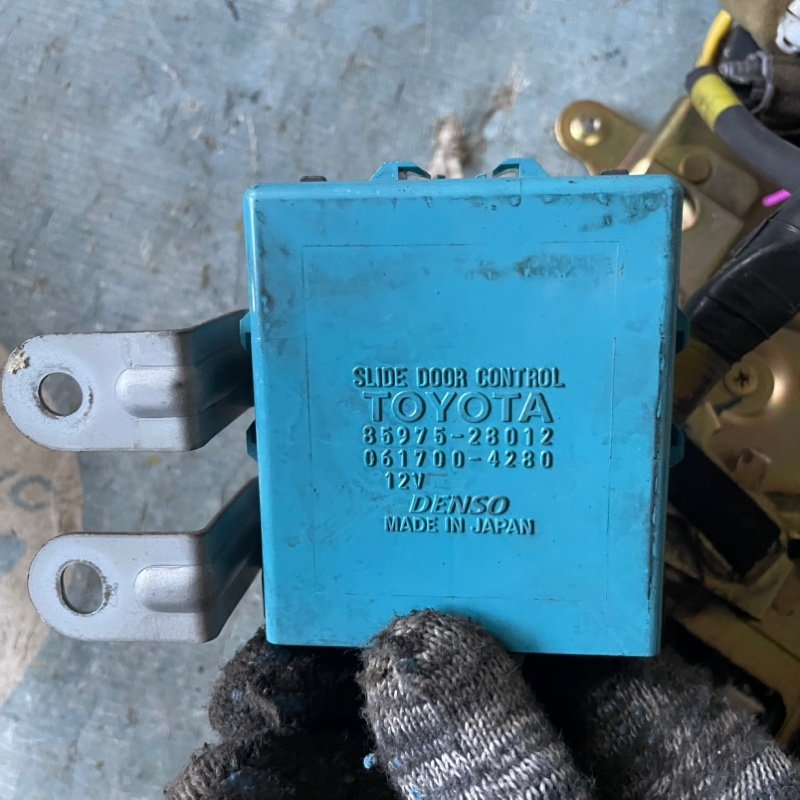 SLIDE DOOR CONTROL
TOYOTA
85975-28012
061700-4280
12V
DENSO
MADE IN JAPAN